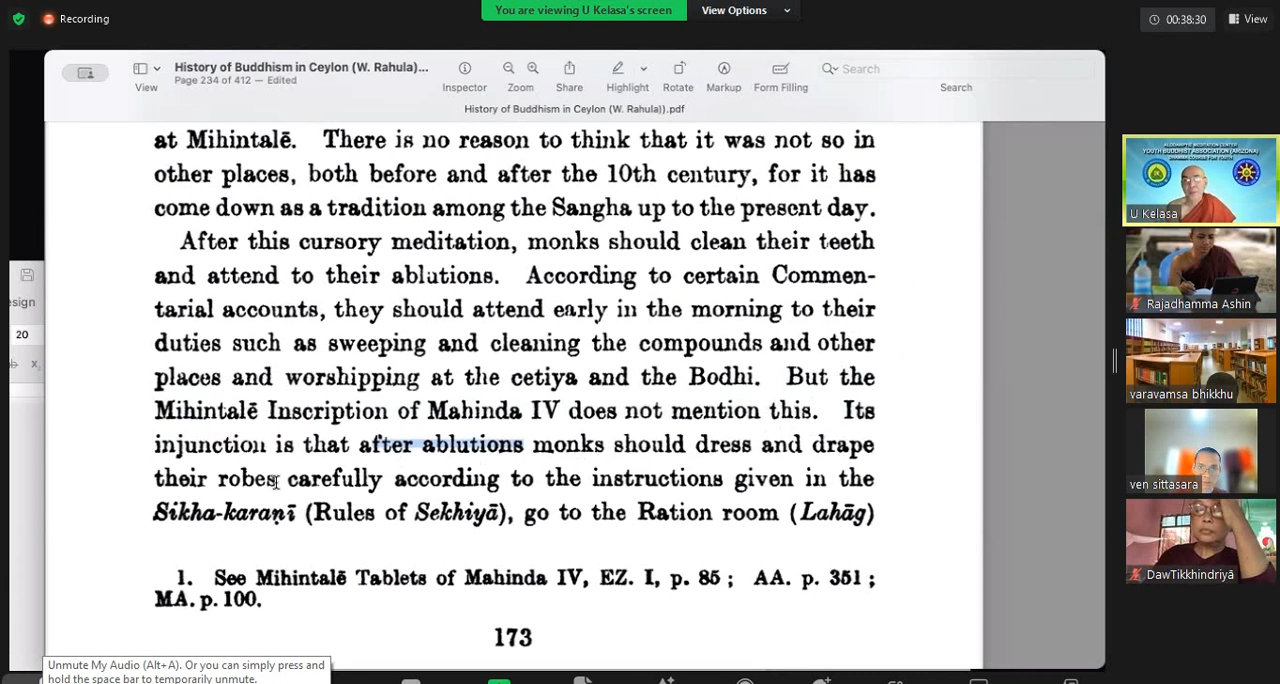 Recording
You are viewing U Kelasa's screen
View Options
00:38:30
View
History of Buddhism in Ceylon (W. Rahula)...
Page 234 of 412 — Edited
View
Inspector
Zoom
Share
Highlight
Rotate
Markup
Form Filling
Search
Search
History of Buddhism in Ceylon (W. Rahula)).pdf
at Mihintalē. There is no reason to think that it was not so in
other places, both before and after the 10th century, for it has
come down as a tradition among the Sangha up to the present day.
After this cursory meditation, monks should clean their teeth
and attend to their ablutions. According to certain Commen-
tarial accounts, they should attend early in the morning to their
duties such as sweeping and cleaning the compounds and other
places and worshipping at the cetiya and the Bodhi. But the
Mihintalē Inscription of Mahinda IV does not mention this. Its
injunction is that after ablutions monks should dress and drape
their robes carefully according to the instructions given in the
Sikha-karaṇī (Rules of Sekhiyā), go to the Ration room (Lahāg)
1. See Mihintalē Tablets of Mahinda IV, EZ. I, p. 85 ; AA. p. 351 ;
MA. p. 100.
173
esign
20
x
Unmute My Audio (Alt+A). Or you can simply press and
hold the space bar to temporarily unmute.
YOUTH BUDDHIST ASSOCIATION (ARIZONA)
U Kelasa
Rajadhamma Ashin
varavamsa bhikkhu
ven sittasara
DawTikkhindriyā